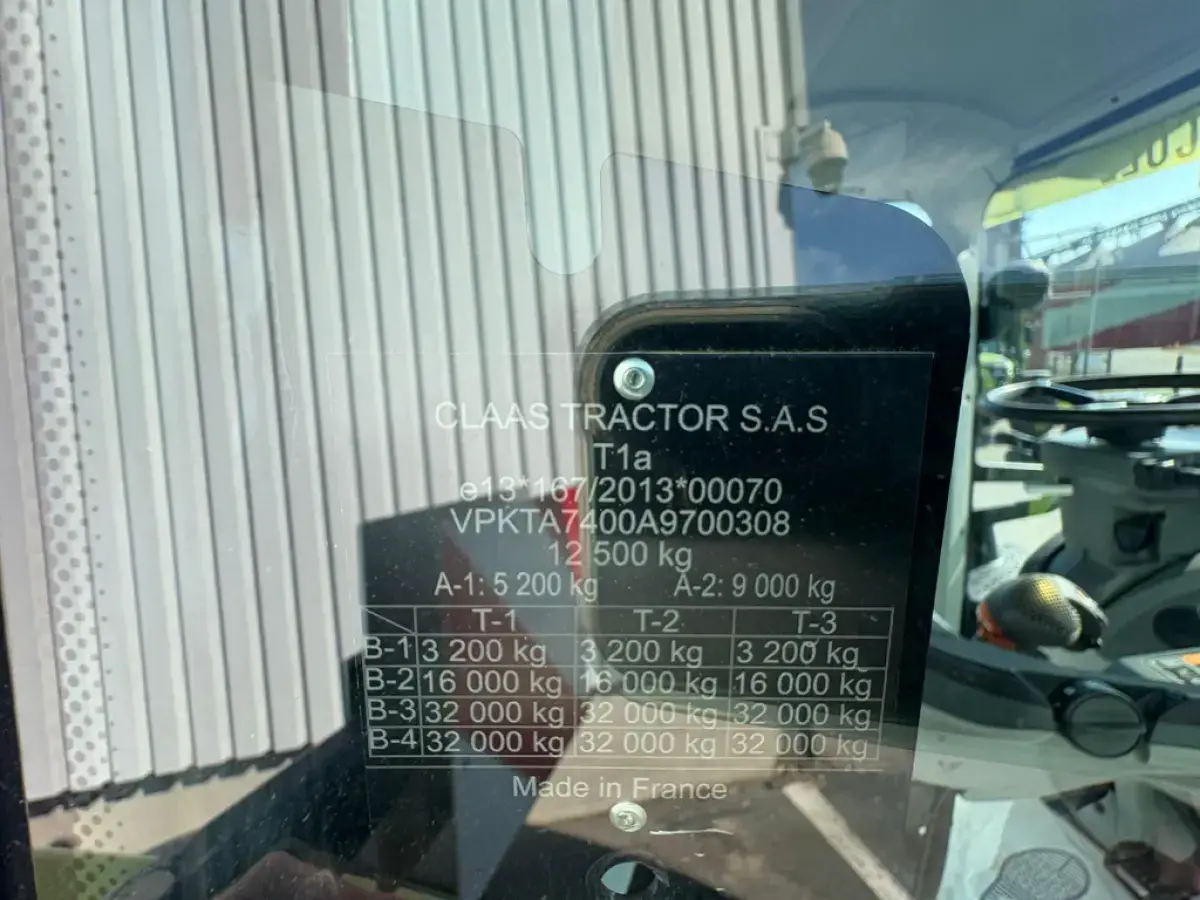 CLAAS TRACTOR S.A.S
T1a
e13*167/2013*00070
VPKTA7400A9700308
12 500 kg
A-1: 5 200 kg A-2: 9 000 kg
T-1 T-2 T-3
B-1 3 200 kg 3 200 kg 3 200 kg
B-2 16 000 kg 16 000 kg 16 000 kg
B-3 32 000 kg 32 000 kg 32 000 kg
B-4 32 000 kg 32 000 kg 32 000 kg
Made in France